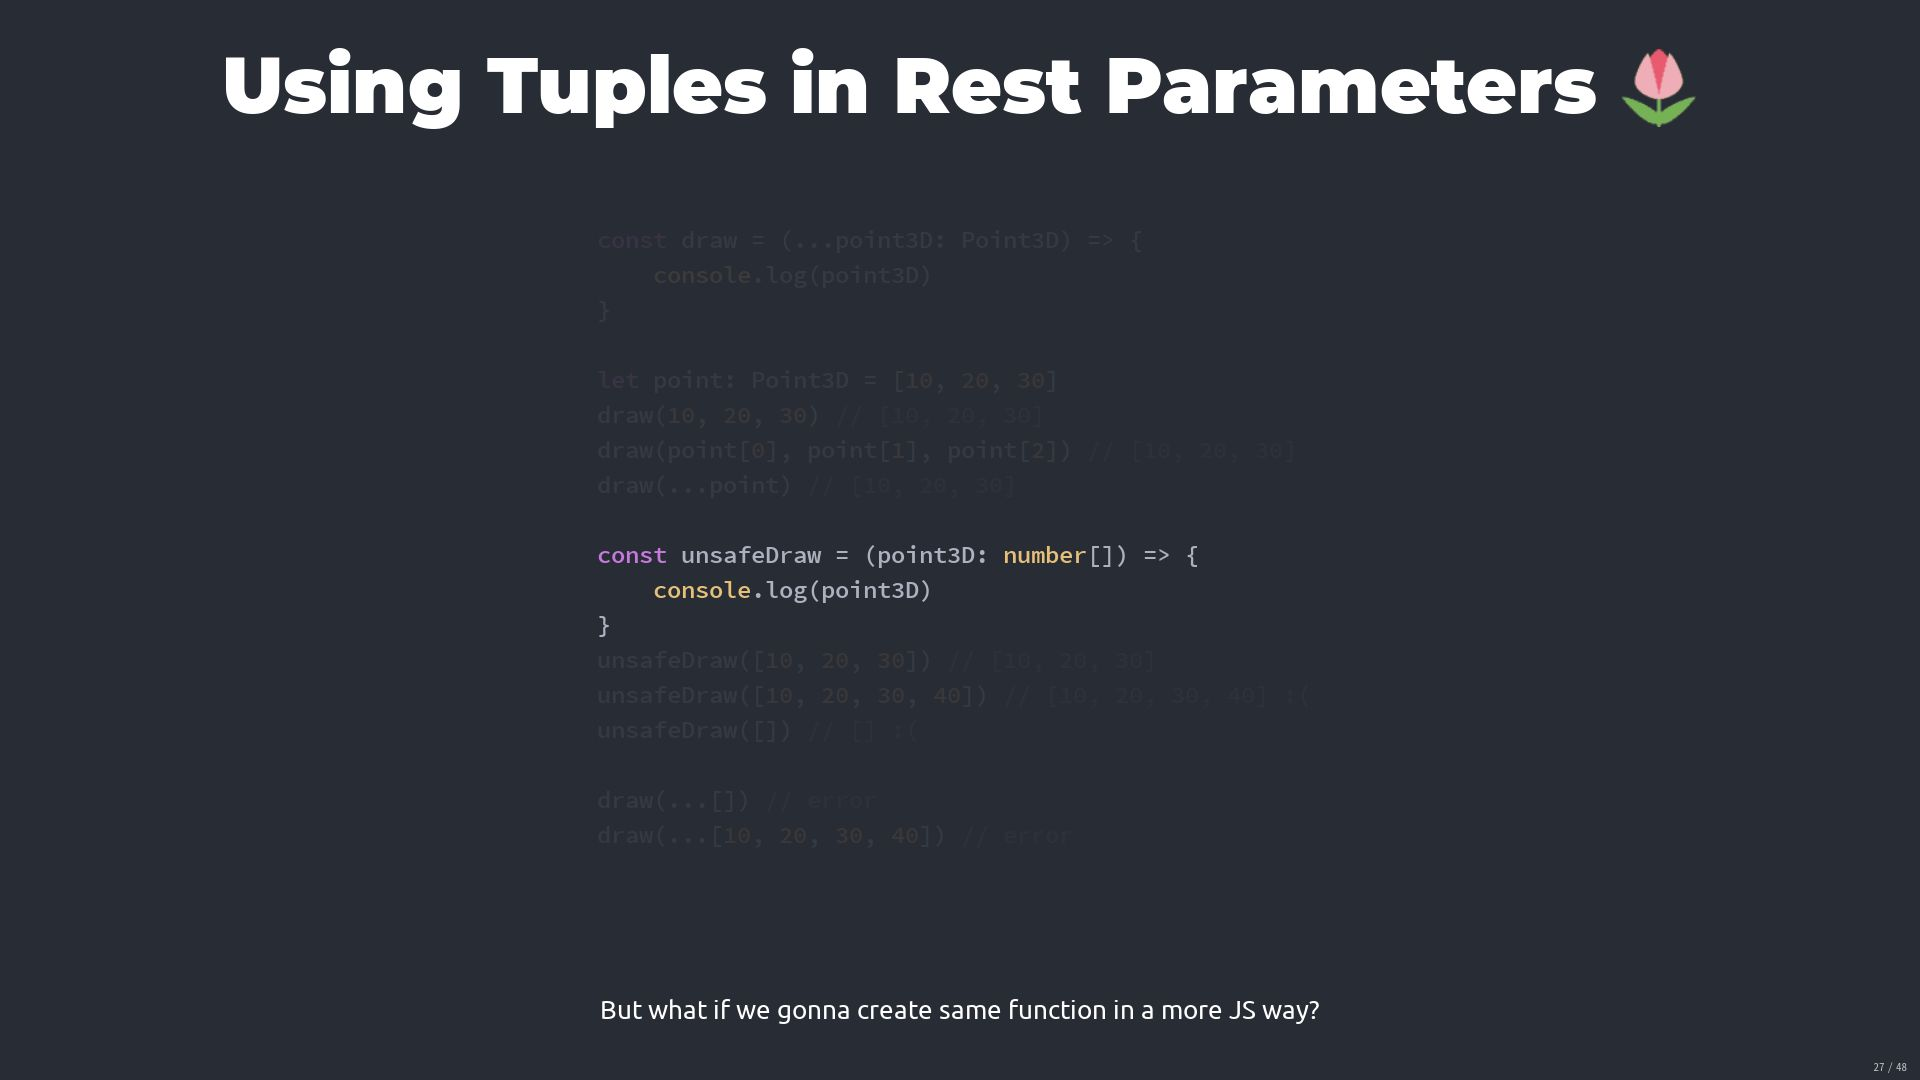 Using Tuples in Rest Parameters 🌷
const draw = (...point3D: Point3D) => {
    console.log(point3D)
}
let point: Point3D = [10, 20, 30]
draw(10, 20, 30) // [10, 20, 30]
draw(point[0], point[1], point[2]) // [10, 20, 30]
draw(...point) // [10, 20, 30]
const unsafeDraw = (point3D: number[]) => {
    console.log(point3D)
}
unsafeDraw([10, 20, 30]) // [10, 20, 30]
unsafeDraw([10, 20, 30, 40]) // [10, 20, 30, 40] :(
unsafeDraw([]) // [] :(
draw(...[]) // error
draw(...[10, 20, 30, 40]) // error
But what if we gonna create same function in a more JS way?
27 / 48